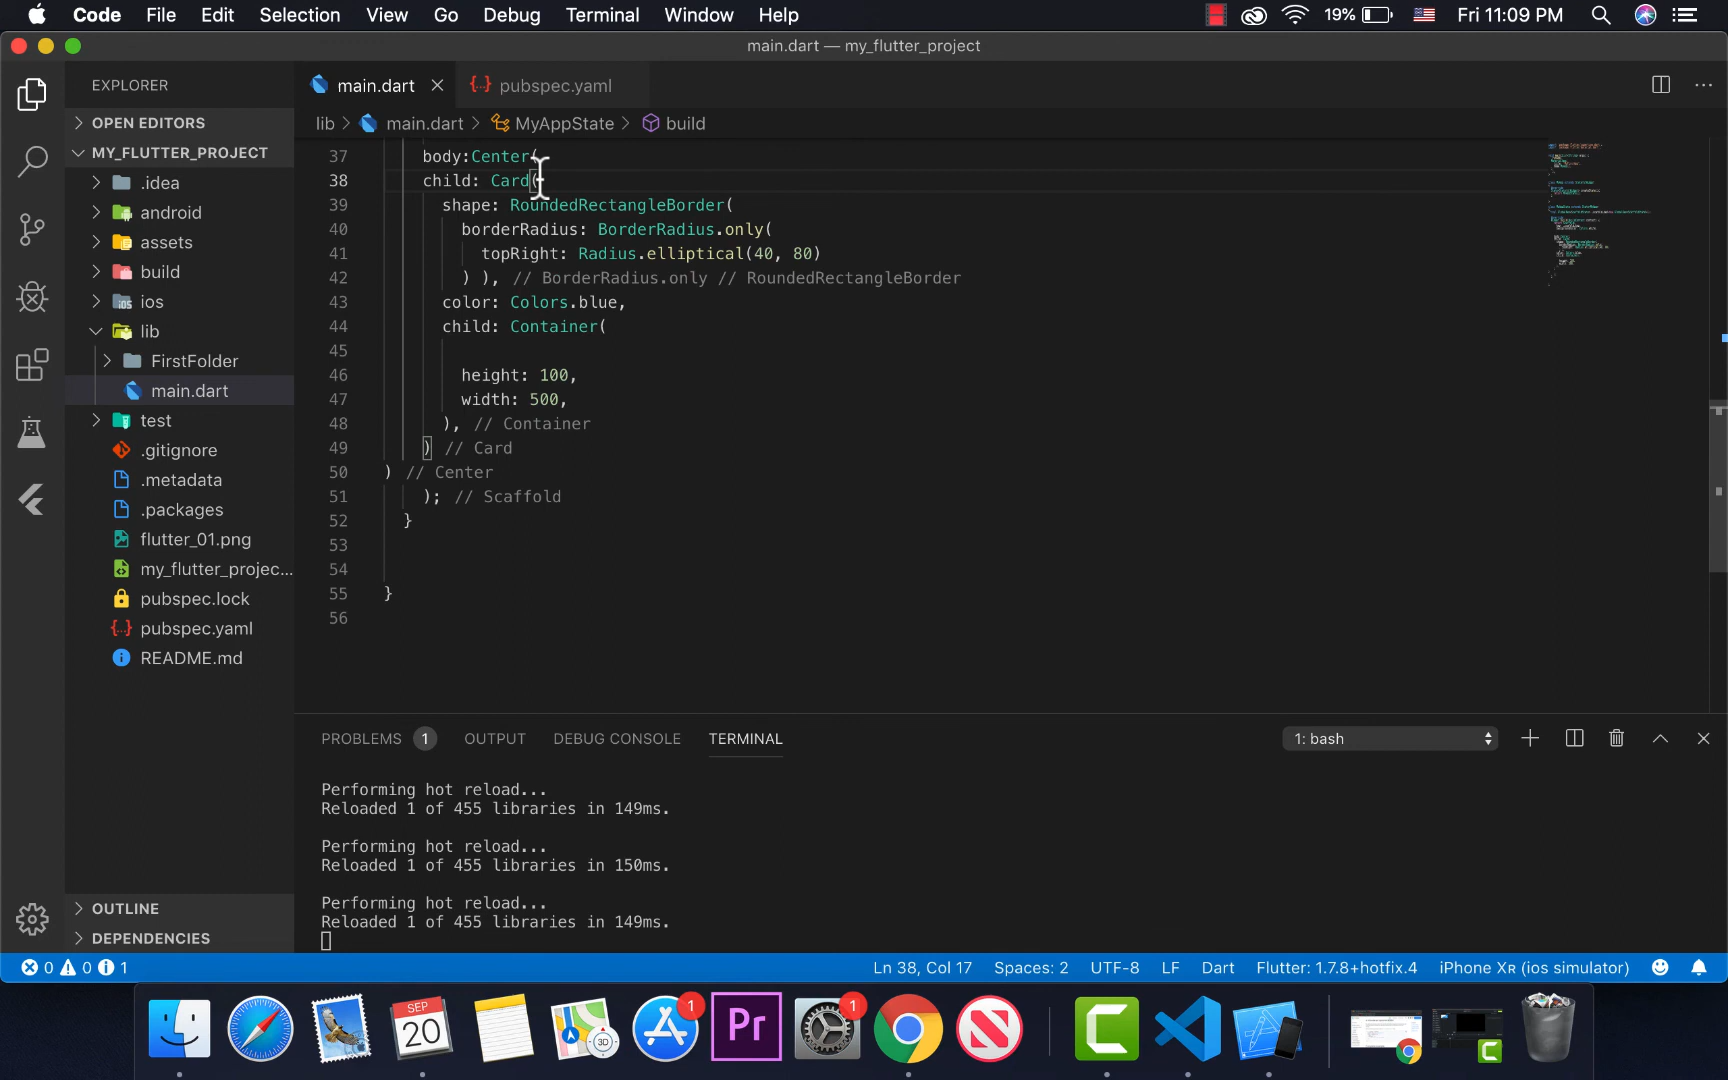 Code File Edit Selection View Go Debug Terminal Window Help 19% Fri 11:09 PM
main.dart — my_flutter_project
EXPLORER
main.dart
pubspec.yaml
OPEN EDITORS
MY_FLUTTER_PROJECT
.idea
android
assets
build
ios
lib
FirstFolder
main.dart
test
.gitignore
.metadata
.packages
flutter_01.png
my_flutter_projec...
pubspec.lock
pubspec.yaml
README.md
OUTLINE
DEPENDENCIES
lib > main.dart > MyAppState > build
37 body:Center(
38 child: Card(
39 shape: RoundedRectangleBorder(
40 borderRadius: BorderRadius.only(
41 topRight: Radius.elliptical(40, 80)
42 ) ), // BorderRadius.only // RoundedRectangleBorder
43 color: Colors.blue,
44 child: Container(
45
46 height: 100,
47 width: 500,
48 ), // Container
49 ) // Card
50 ) // Center
51 ); // Scaffold
52 }
53
54
55 }
56
PROBLEMS 1 OUTPUT DEBUG CONSOLE TERMINAL 1: bash
Performing hot reload...
Reloaded 1 of 455 libraries in 149ms.
Performing hot reload...
Reloaded 1 of 455 libraries in 150ms.
Performing hot reload...
Reloaded 1 of 455 libraries in 149ms.
0 0 1 Ln 38, Col 17 Spaces: 2 UTF-8 LF Dart Flutter: 1.7.8+hotfix.4 iPhone Xʀ (ios simulator)
SEP
20
3D
1
Pr
1